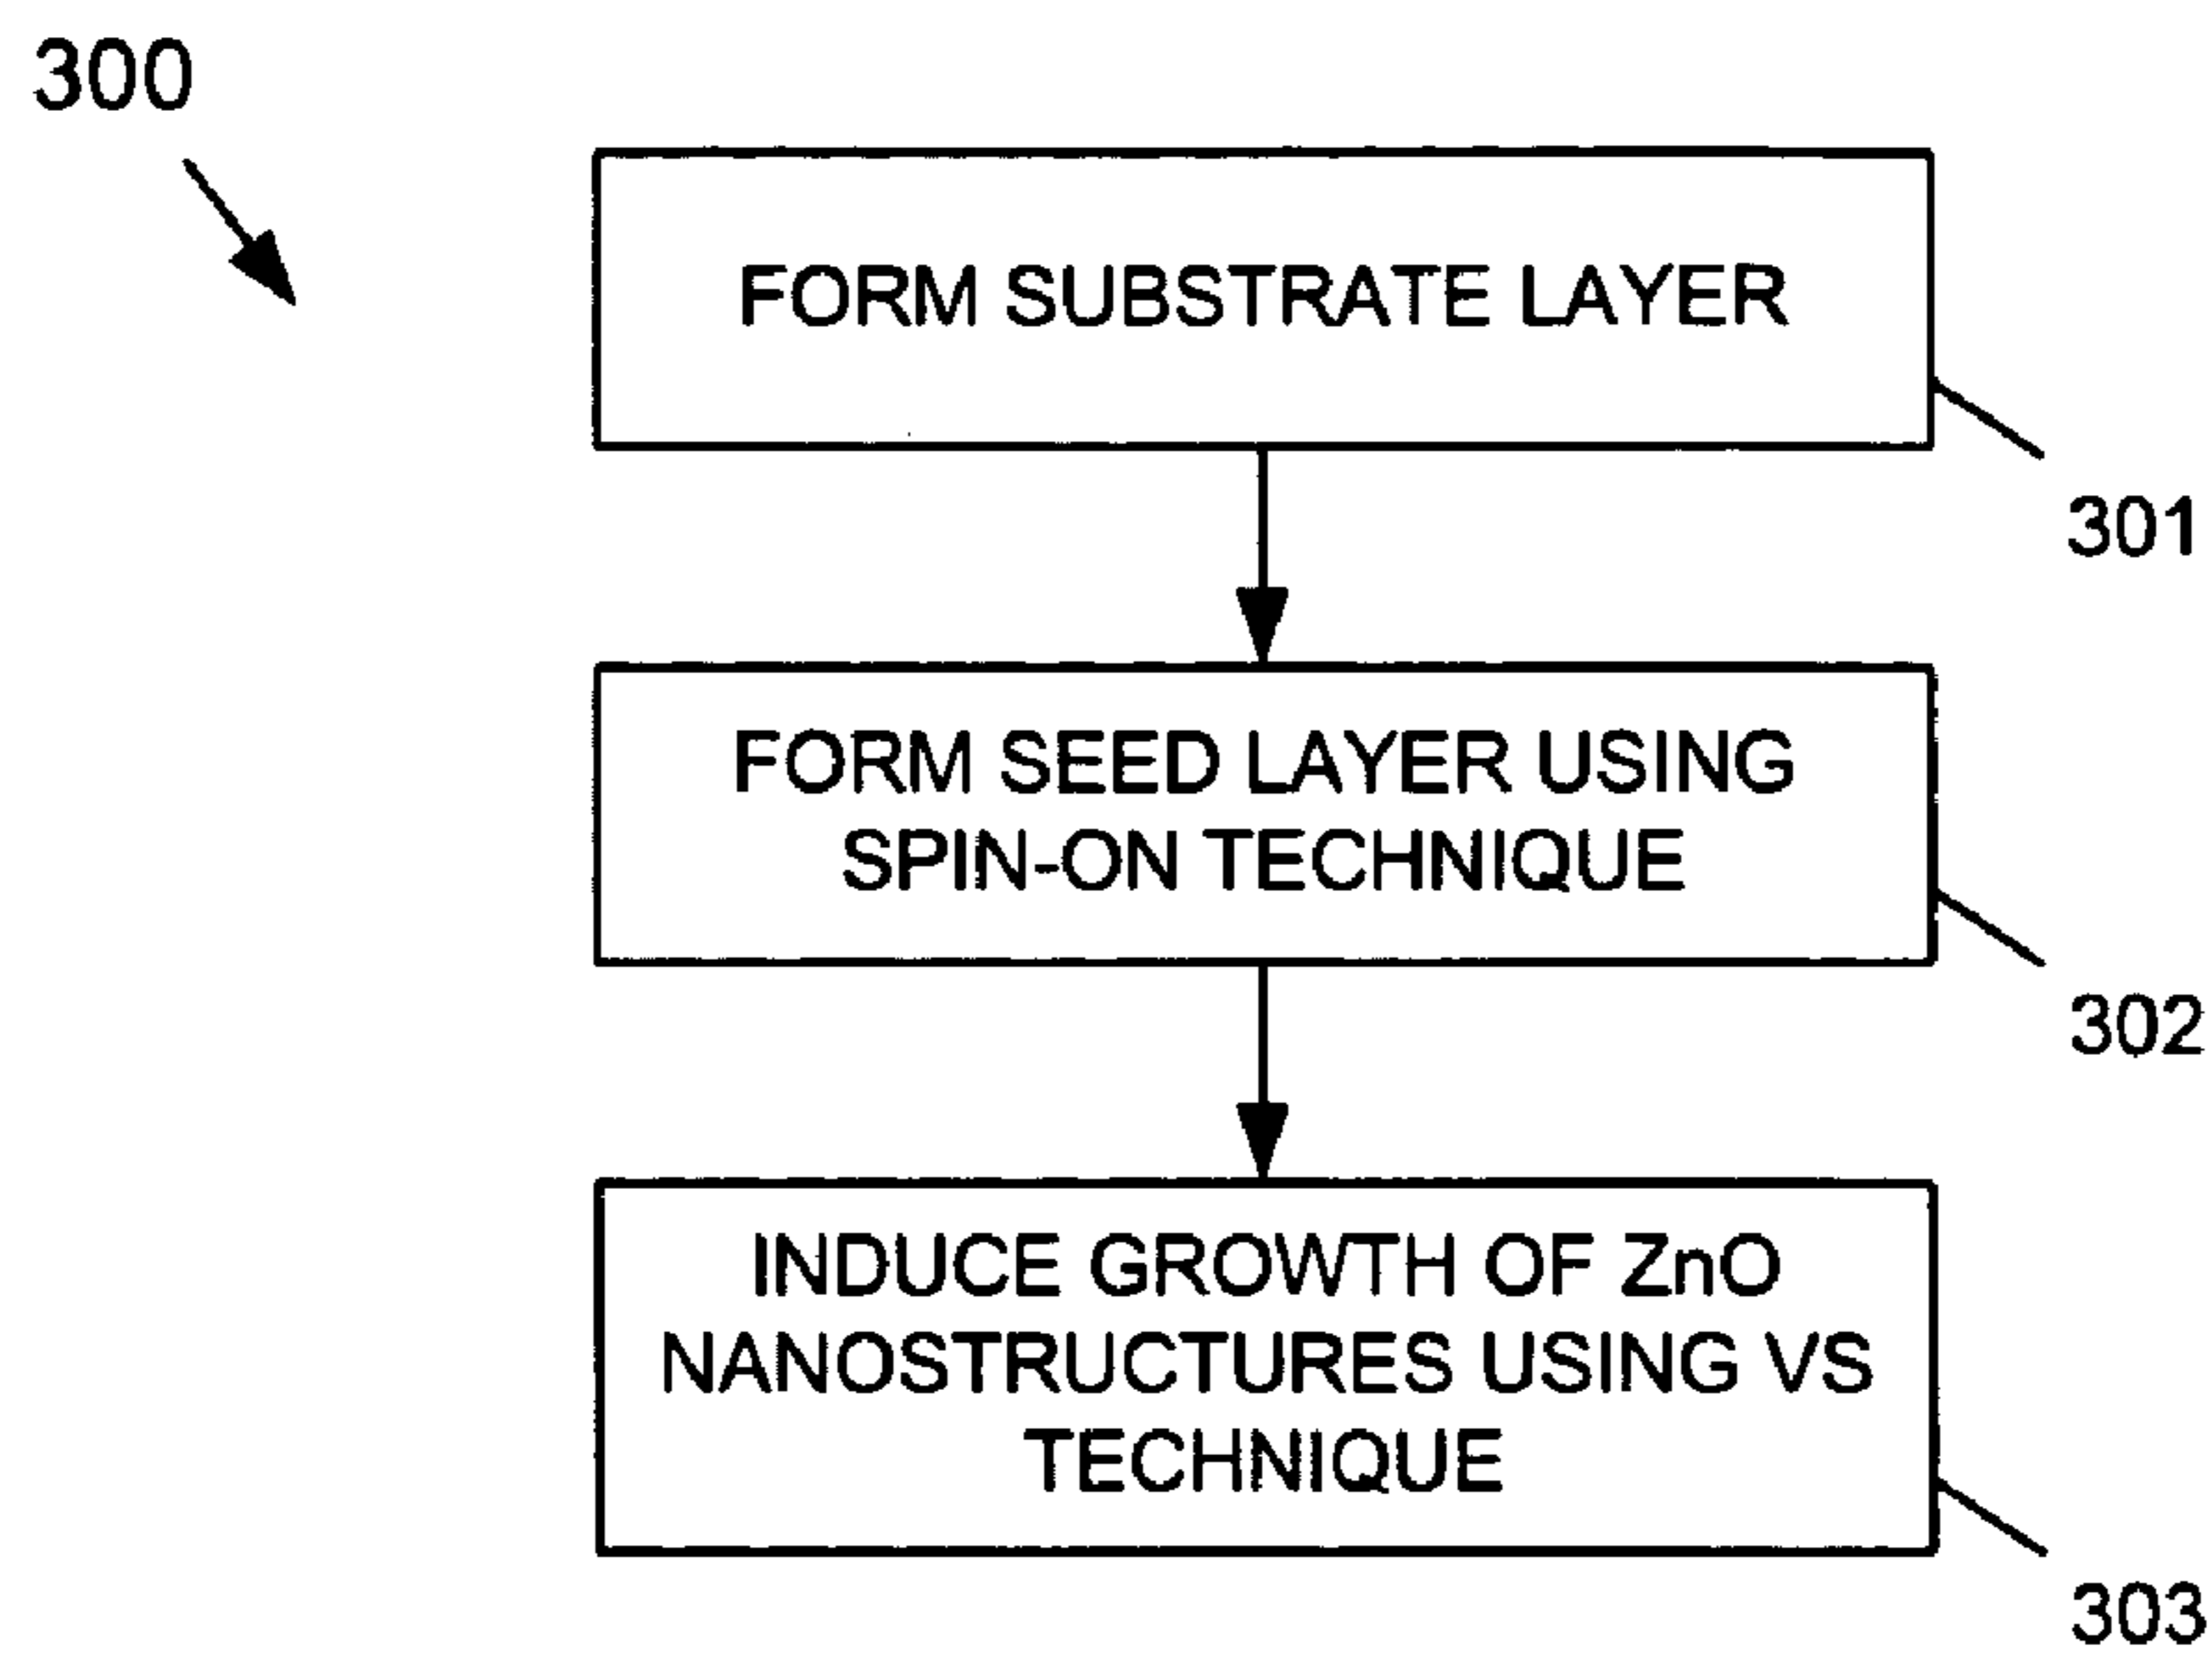 300
FORM SUBSTRATE LAYER
301
FORM SEED LAYER USING
SPIN-ON TECHNIQUE
302
INDUCE GROWTH OF ZnO
NANOSTRUCTURES USING VS
TECHNIQUE
303